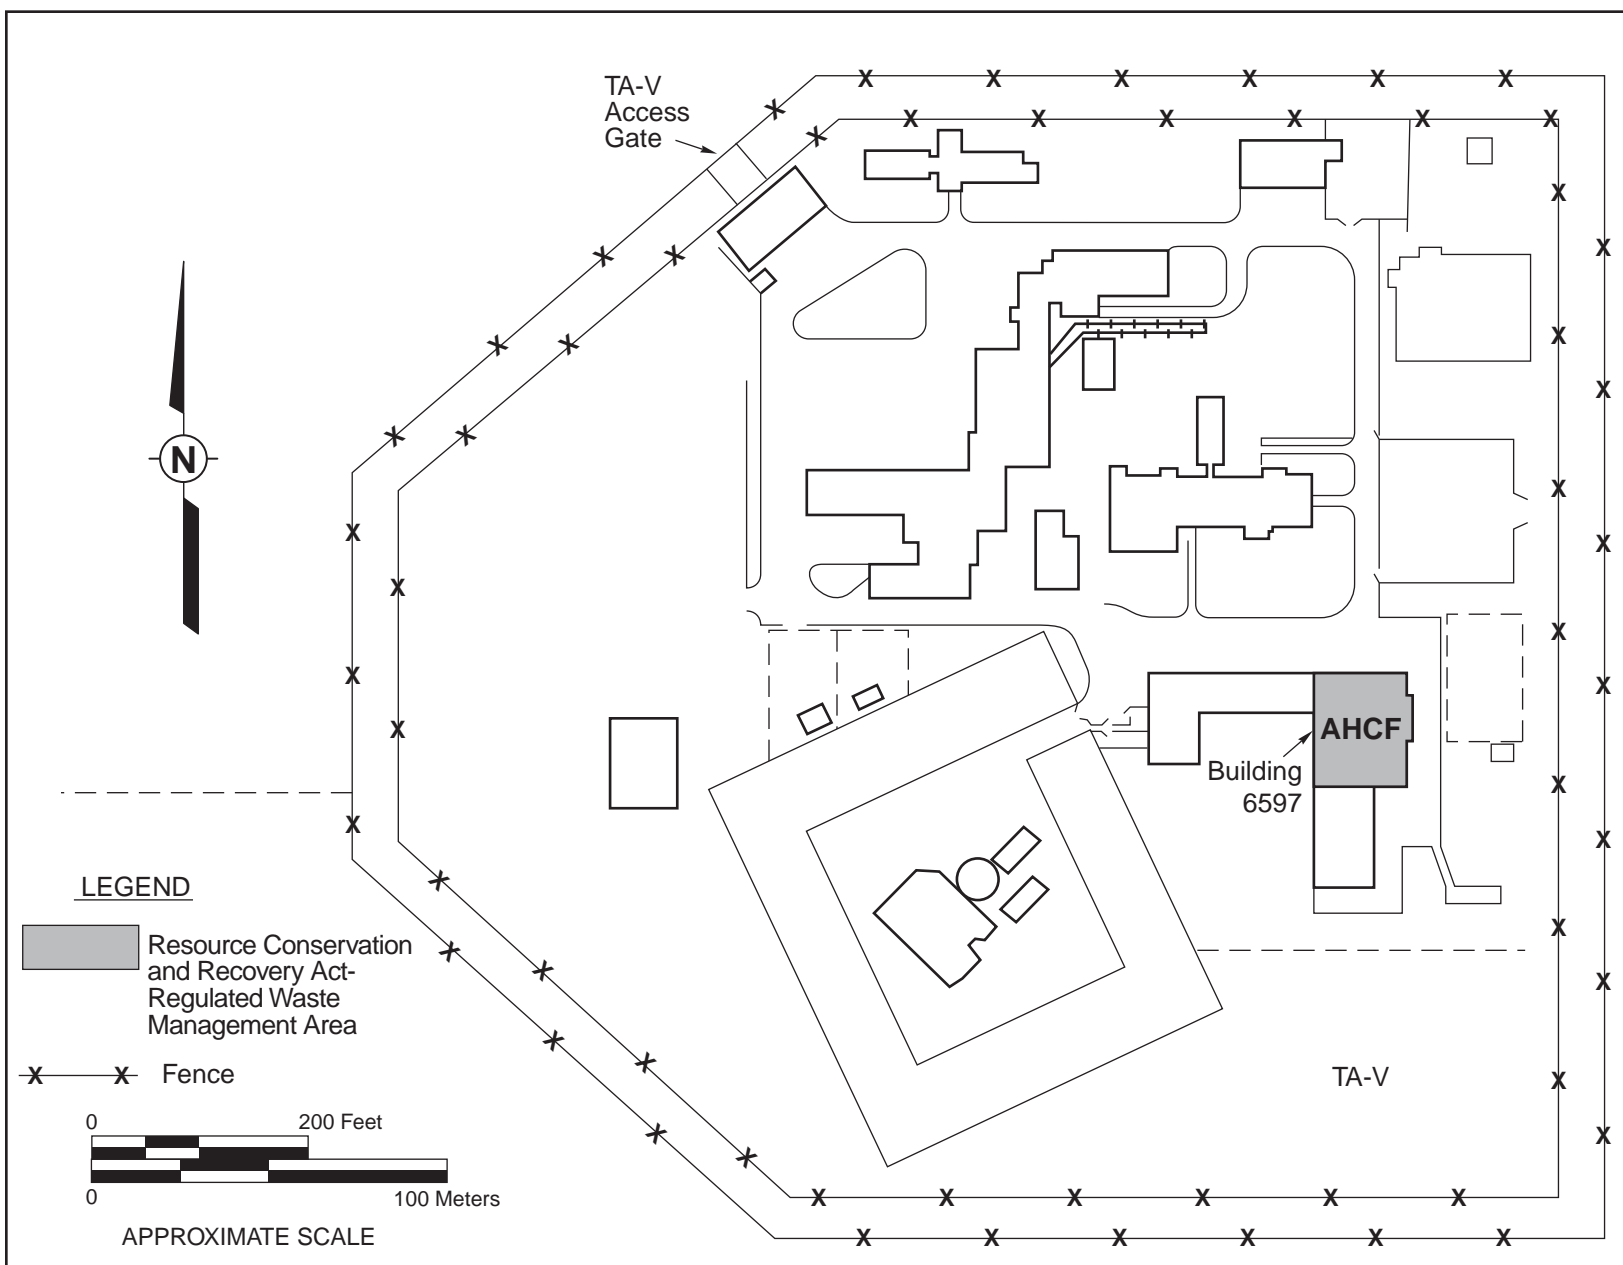 TA-V
Access
Gate
N
AHCF
Building
6597
LEGEND
Resource Conservation
and Recovery Act-
Regulated Waste
Management Area
X X Fence
0 200 Feet
0 100 Meters
APPROXIMATE SCALE
TA-V